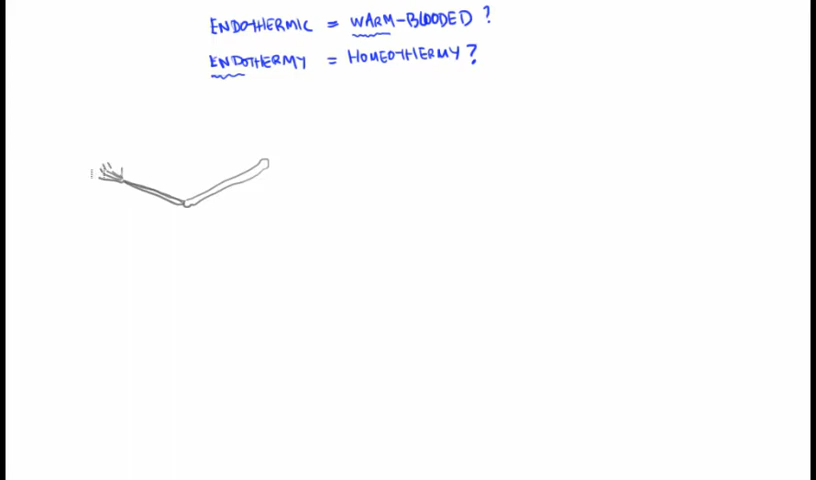 ENDOTHERMIC = WARM-BLOODED ?
ENDOTHERMY = HOMEOTHERMY ?